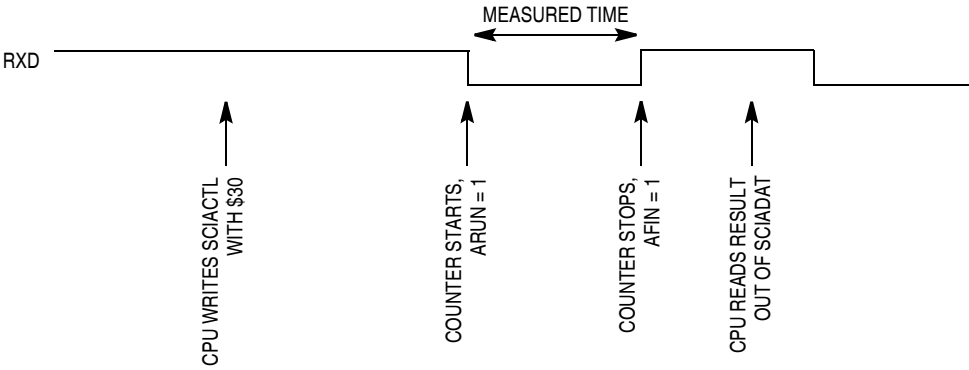 MEASURED TIME
RXD
CPU WRITES SCIACTL
WITH $30
COUNTER STARTS,
ARUN = 1
COUNTER STOPS,
AFIN = 1
CPU READS RESULT
OUT OF SCIADAT